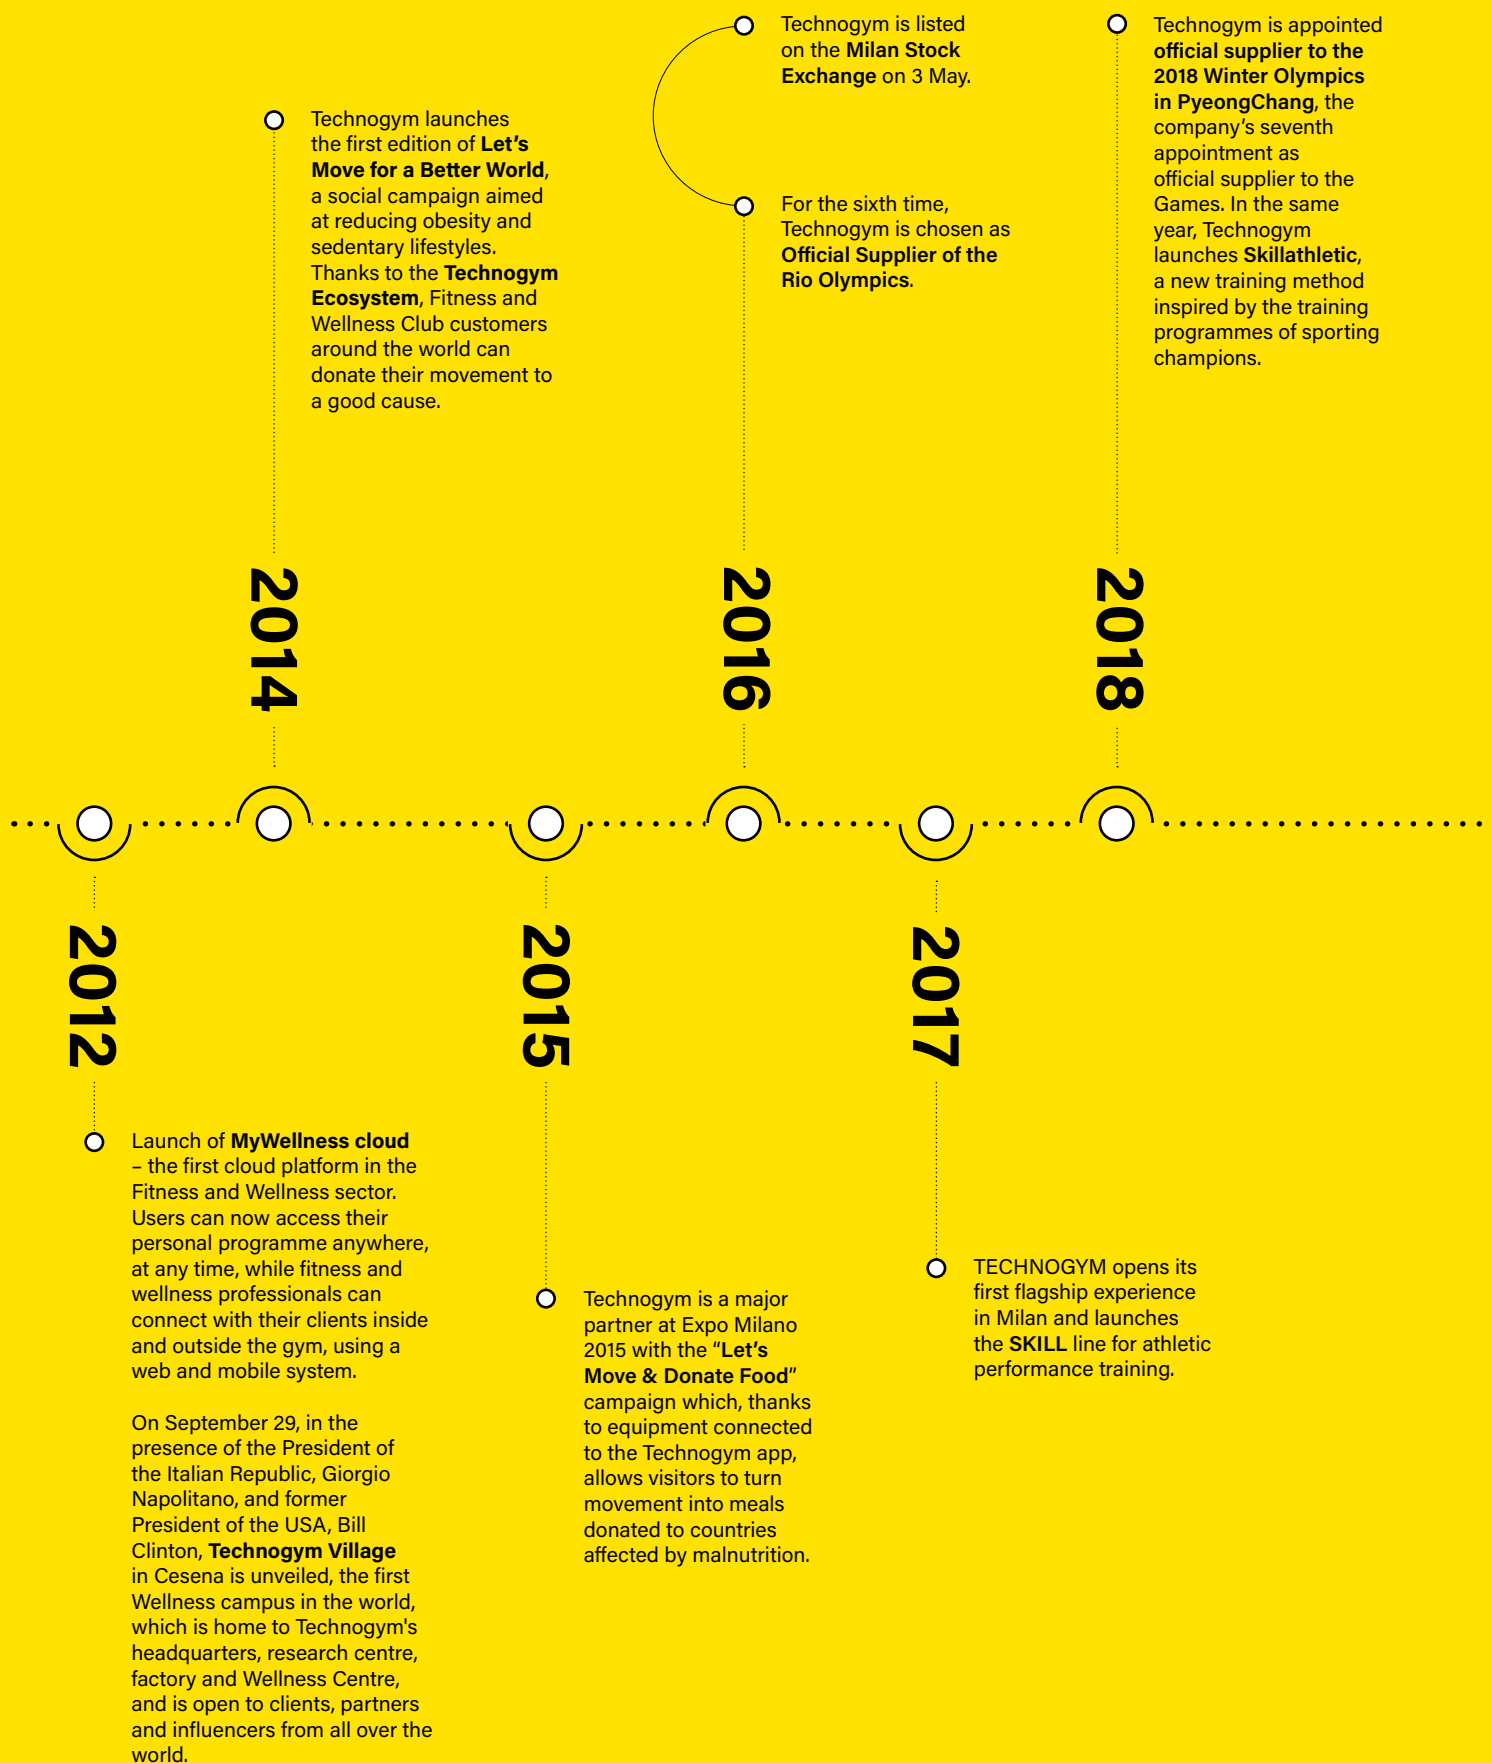 Technogym launches
the first edition of Let’s
Move for a Better World,
a social campaign aimed
at reducing obesity and
sedentary lifestyles.
Thanks to the Technogym
Ecosystem, Fitness and
Wellness Club customers
around the world can
donate their movement to
a good cause.
2014
Technogym is listed
on the Milan Stock
Exchange on 3 May.
For the sixth time,
Technogym is chosen as
Official Supplier of the
Rio Olympics.
2016
Technogym is appointed
official supplier to the
2018 Winter Olympics
in PyeongChang, the
company’s seventh
appointment as
official supplier to the
Games. In the same
year, Technogym
launches Skillathletic,
a new training method
inspired by the training
programmes of sporting
champions.
2018
2012
Launch of MyWellness cloud
– the first cloud platform in the
Fitness and Wellness sector.
Users can now access their
personal programme anywhere,
at any time, while fitness and
wellness professionals can
connect with their clients inside
and outside the gym, using a
web and mobile system.
On September 29, in the
presence of the President of
the Italian Republic, Giorgio
Napolitano, and former
President of the USA, Bill
Clinton, Technogym Village
in Cesena is unveiled, the first
Wellness campus in the world,
which is home to Technogym's
headquarters, research centre,
factory and Wellness Centre,
and is open to clients, partners
and influencers from all over the
world.
2015
Technogym is a major
partner at Expo Milano
2015 with the “Let’s
Move & Donate Food”
campaign which, thanks
to equipment connected
to the Technogym app,
allows visitors to turn
movement into meals
donated to countries
affected by malnutrition.
2017
TECHNOGYM opens its
first flagship experience
in Milan and launches
the SKILL line for athletic
performance training.